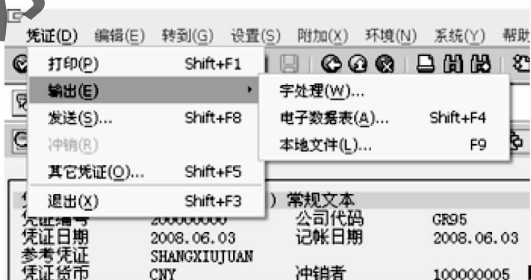 凭证(D) 编辑(E) 转到(G) 设置(S) 附加(X) 环境(N) 系统(Y) 帮助
打印(P) Shift+F1
输出(E)
发送(S)... Shift+F8
冲销(R)
其它凭证(O)... Shift+F5
退出(X) Shift+F3
字处理(W)...
电子数据表(A)... Shift+F4
本地文件(L)... F9
) 常规文本
凭证编号 200000000 公司代码 GR95
凭证日期 2008.06.03 记帐日期 2008.06.03
参考凭证 SHANGXIUJUAN
凭证货币 CNY 冲销者 100000005